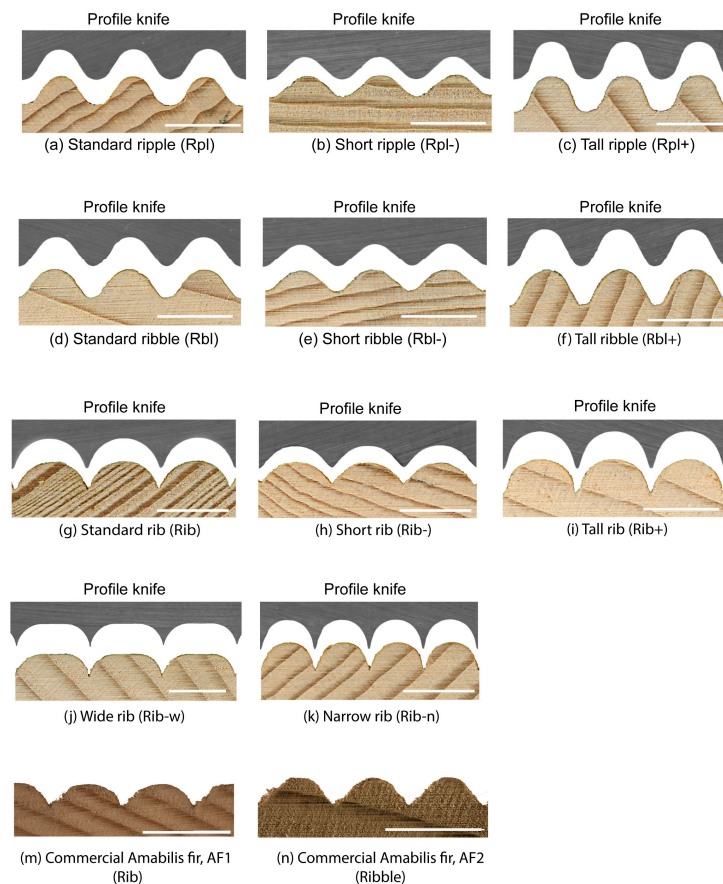 Profile knife
Profile knife
Profile knife
(a) Standard ripple (Rpl)
(b) Short ripple (Rpl-)
(c) Tall ripple (Rpl+)
Profile knife
Profile knife
Profile knife
(d) Standard ribble (Rbl)
(e) Short ribble (Rbl-)
(f) Tall ribble (Rbl+)
Profile knife
Profile knife
Profile knife
(g) Standard rib (Rib)
(h) Short rib (Rib-)
(i) Tall rib (Rib+)
Profile knife
Profile knife
(j) Wide rib (Rib-w)
(k) Narrow rib (Rib-n)
(m) Commercial Amabilis fir, AF1
(Rib)
(n) Commercial Amabilis fir, AF2
(Ribble)